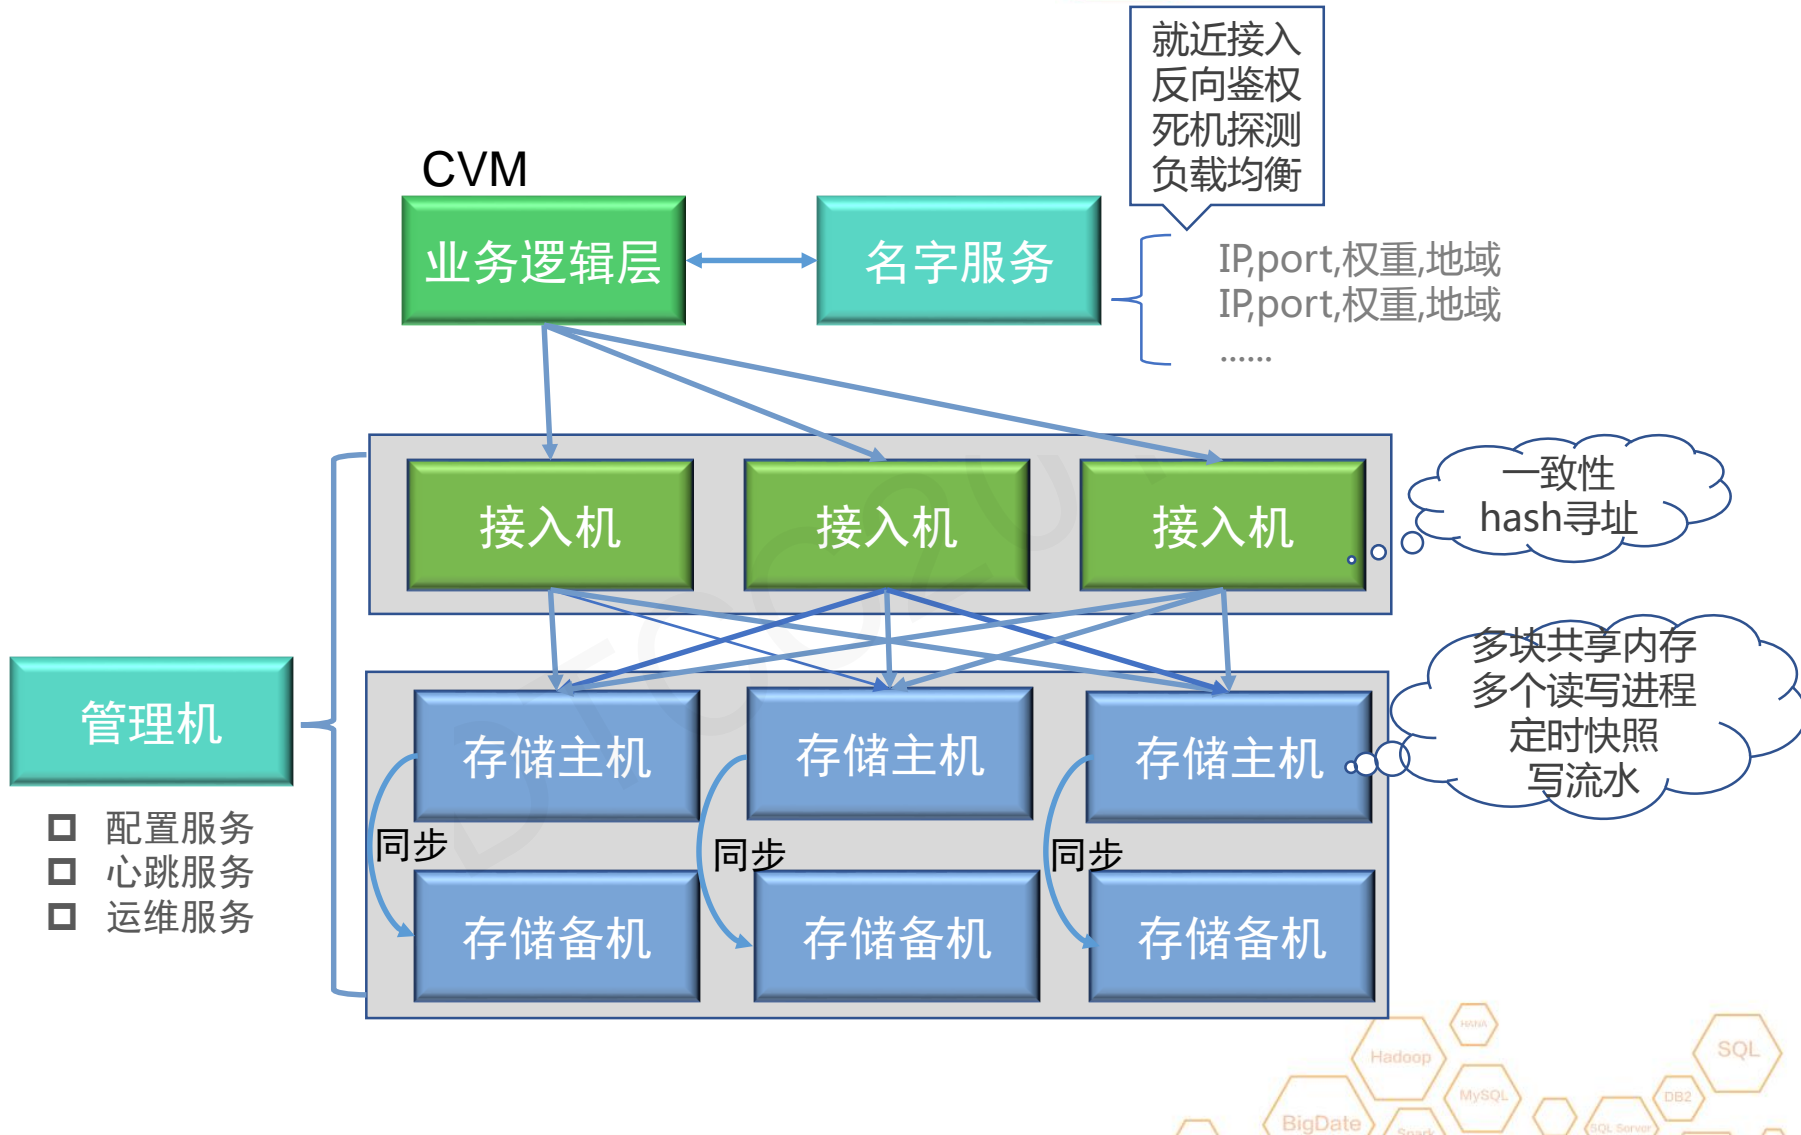 就近接入
反向鉴权
死机探测
负载均衡
CVM
业务逻辑层
名字服务
IP,port,权重,地域
IP,port,权重,地域
......
接入机
接入机
接入机
一致性
hash寻址
管理机
配置服务
心跳服务
运维服务
存储主机
存储主机
存储主机
多块共享内存
多个读写进程
定时快照
写流水
同步
同步
同步
存储备机
存储备机
存储备机
HANA
Hadoop
SQL
MySQL
DB2
BigDate
Spark
SQL Server